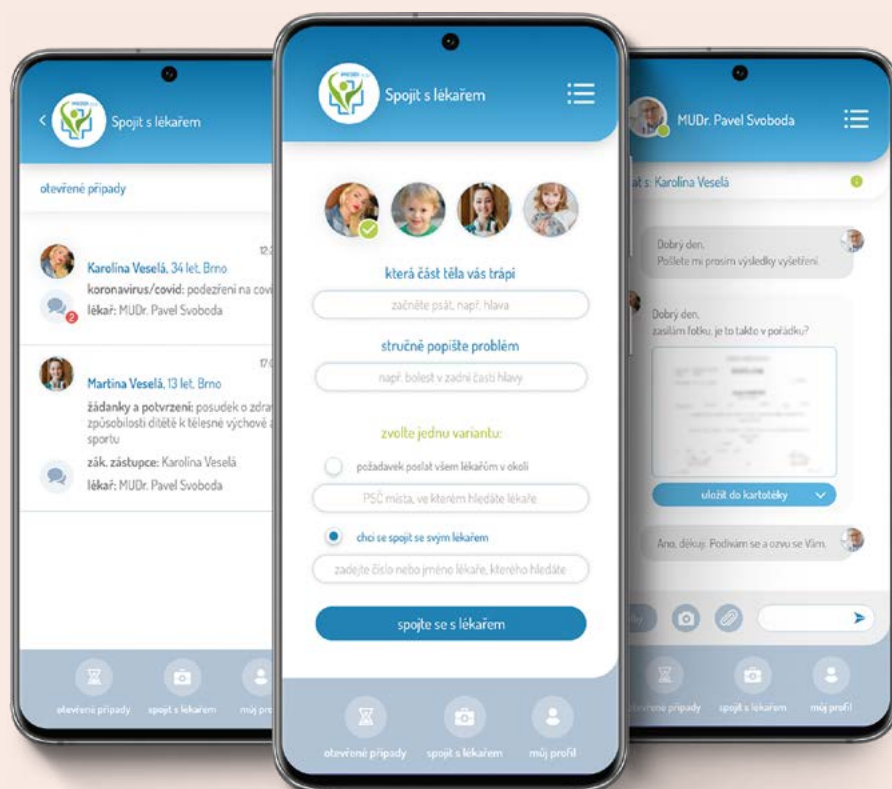 Spojit s lékařem
otevřené případy
Karolína Veselá, 34 let, Brno
koronavirus/covid: podezření na
lékař: MUDr. Pavel Svoboda
2
Martina Veselá, 13 let, Brno
žádanky a potvrzení: posudek o
způsobilosti dítěte k tělesné výchově a
sportu
zák. zástupce: Karolína Veselá
lékař: MUDr. Pavel Svoboda
otevřené případy
spojit s lékařem
můj
Spojit s lékařem
která část těla vás trápí
začněte psát, např. hlava
stručně popište problém
např. bolest v zadní části hlavy
zvolte jednu variantu:
požadavek poslat všem lékařům v okolí
PSČ místa, ve kterém hledáte lékaře
chci se spojit se svým lékařem
zadejte číslo nebo jméno lékaře, kterého hledáte
spojte se s lékařem
otevřené případy
spojit s lékařem
můj profil
MUDr. Pavel Svoboda
s: Karolína Veselá
Dobrý den,
Pošlete mi prosím výsledky vyšetření.
Dobrý den,
zasílám fotku, je to takto v pořádku?
uložit do kartotéky
Ano, děkuji. Podívám se a ozvu se Vám.
případy
spojit s lékařem
můj profil